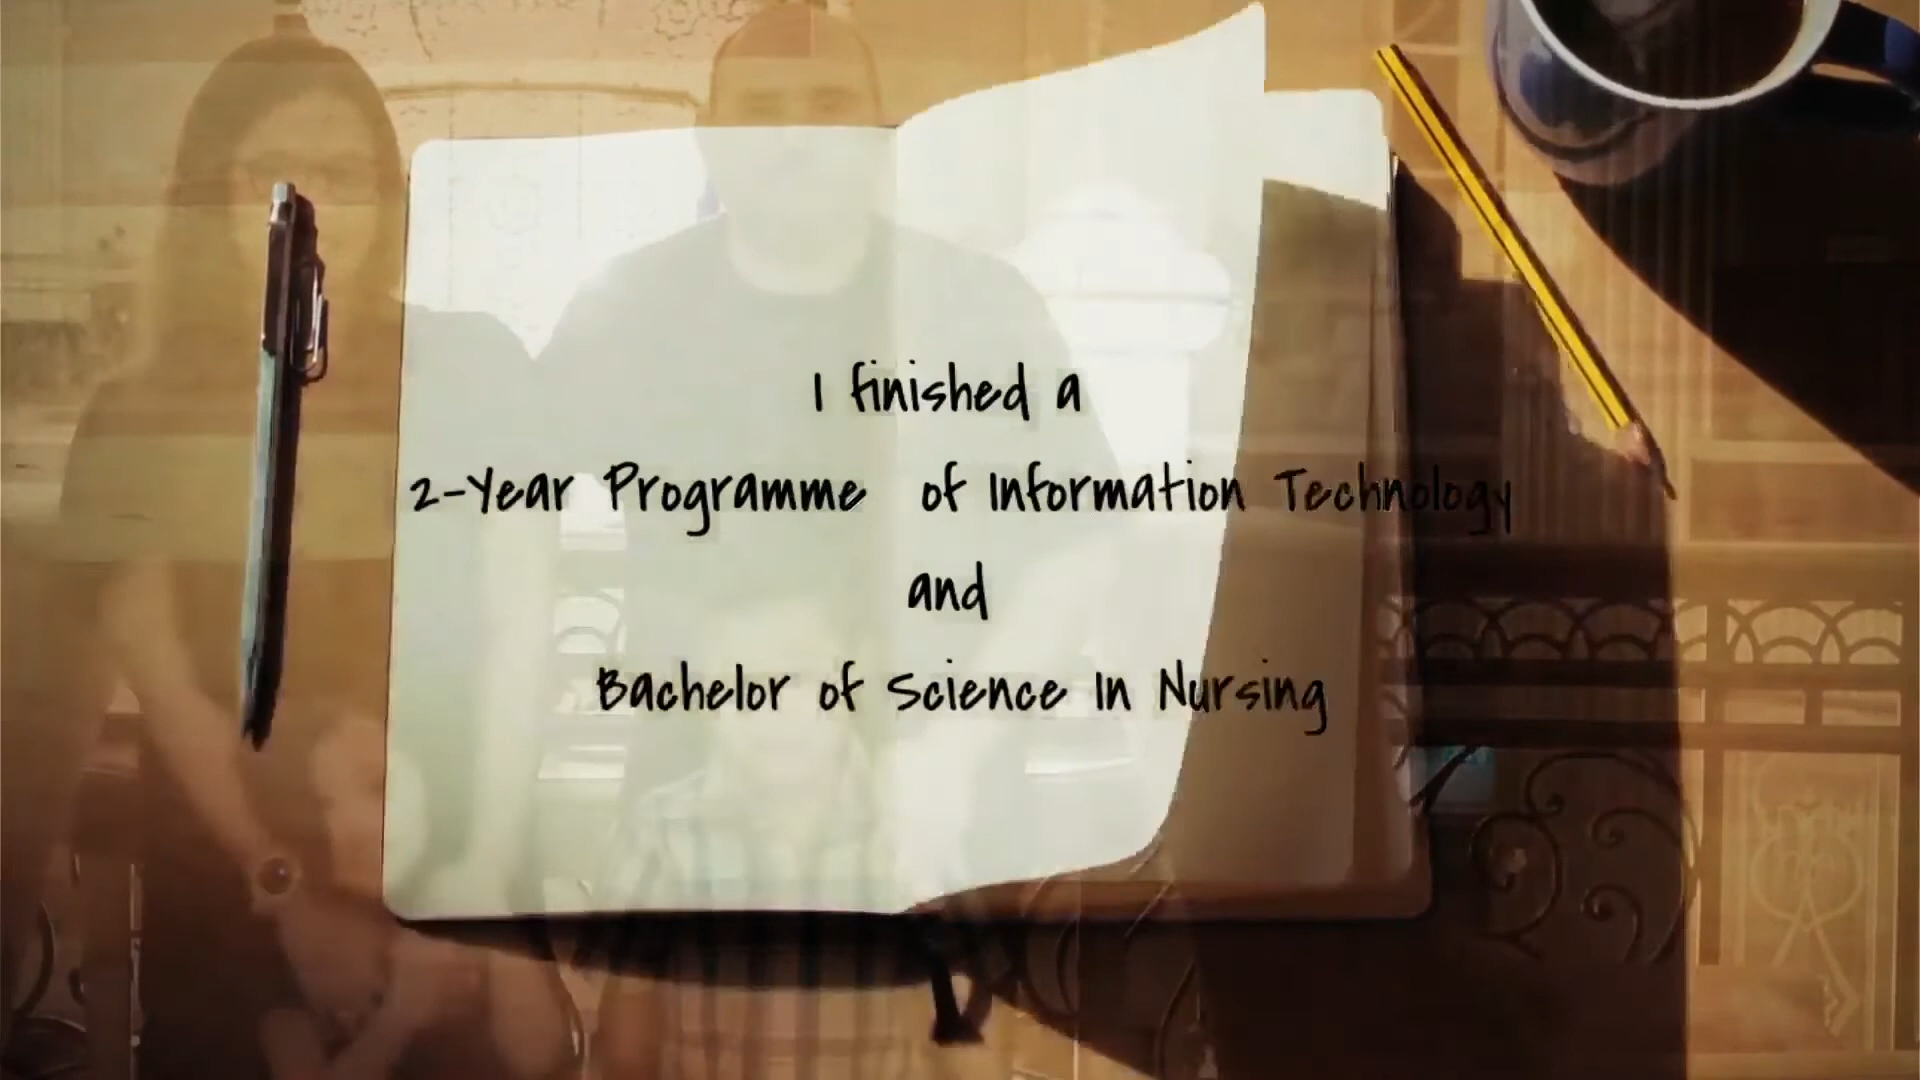 I finished a
2-Year Programme of Information Technology
and
Bachelor of Science In Nursing